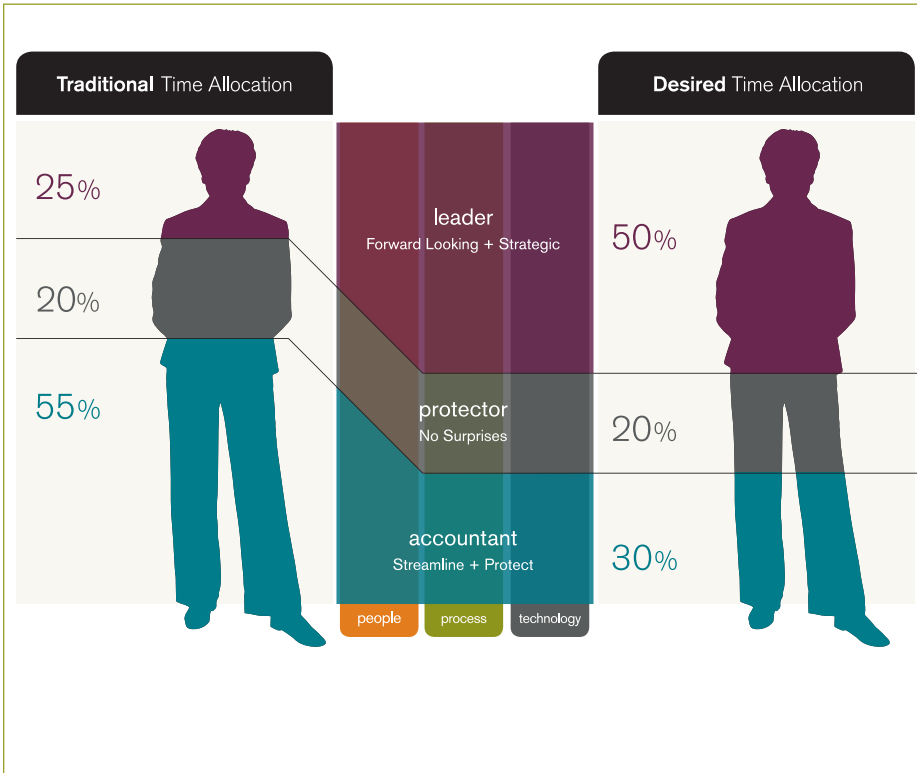 Traditional Time Allocation
25%
20%
55%
leader
Forward Looking + Strategic
protector
No Surprises
accountant
Streamline + Protect
people
process
technology
Desired Time Allocation
50%
20%
30%